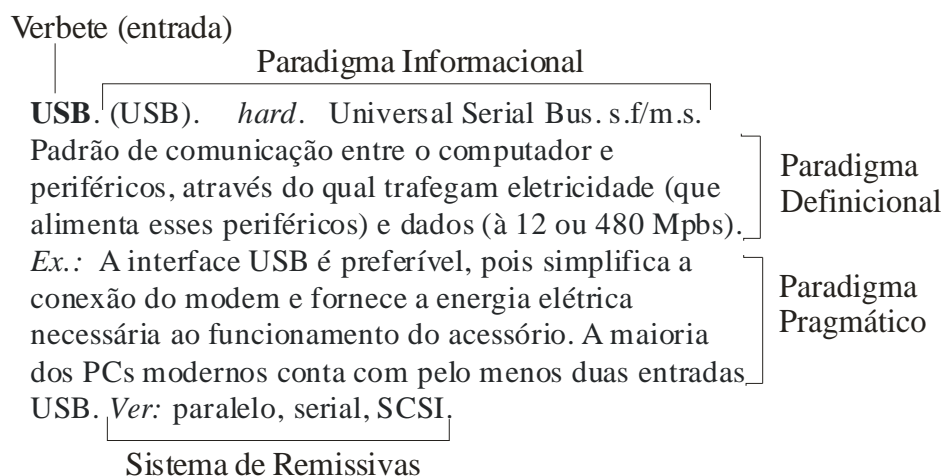 Verbete (entrada)
Paradigma Informacional
USB. (USB). hard. Universal Serial Bus. s.f/m.s.
Padrão de comunicação entre o computador e
periféricos, através do qual trafegam eletricidade (que
alimenta esses periféricos) e dados (à 12 ou 480 Mpbs).
Paradigma
Definicional
Ex.: A interface USB é preferível, pois simplifica a
conexão do modem e fornece a energia elétrica
necessária ao funcionamento do acessório. A maioria
dos PCs modernos conta com pelo menos duas entradas
USB. Ver: paralelo, serial, SCSI.
Paradigma
Pragmático
Sistema de Remissivas